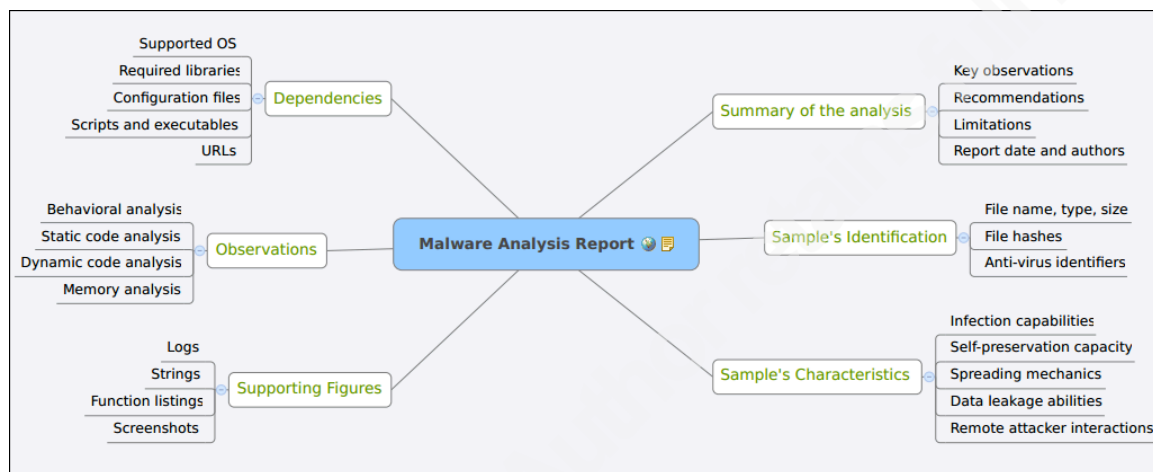 Malware Analysis Report
Dependencies
Supported OS
Required libraries
Configuration files
Scripts and executables
URLs
Observations
Behavioral analysis
Static code analysis
Dynamic code analysis
Memory analysis
Supporting Figures
Logs
Strings
Function listings
Screenshots
Summary of the analysis
Key observations
Recommendations
Limitations
Report date and authors
Sample's Identification
File name, type, size
File hashes
Anti-virus identifiers
Sample's Characteristics
Infection capabilities
Self-preservation capacity
Spreading mechanics
Data leakage abilities
Remote attacker interactions